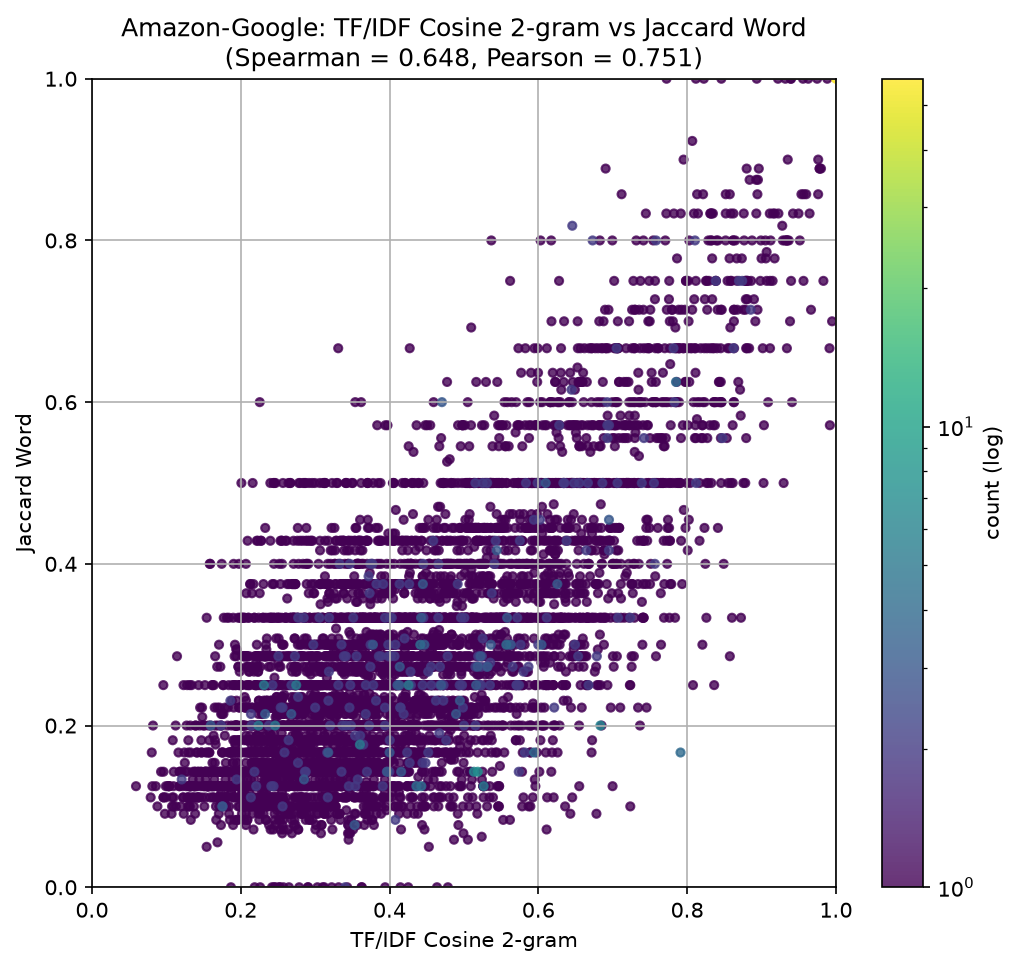 Amazon-Google: TF/IDF Cosine 2-gram vs Jaccard Word
(Spearman = 0.648, Pearson = 0.751)
1.0
0.8
0.6
0.4
0.2
0.0
Jaccard Word
0.0 0.2 0.4 0.6 0.8 1.0
TF/IDF Cosine 2-gram
10¹
10⁰
count (log)